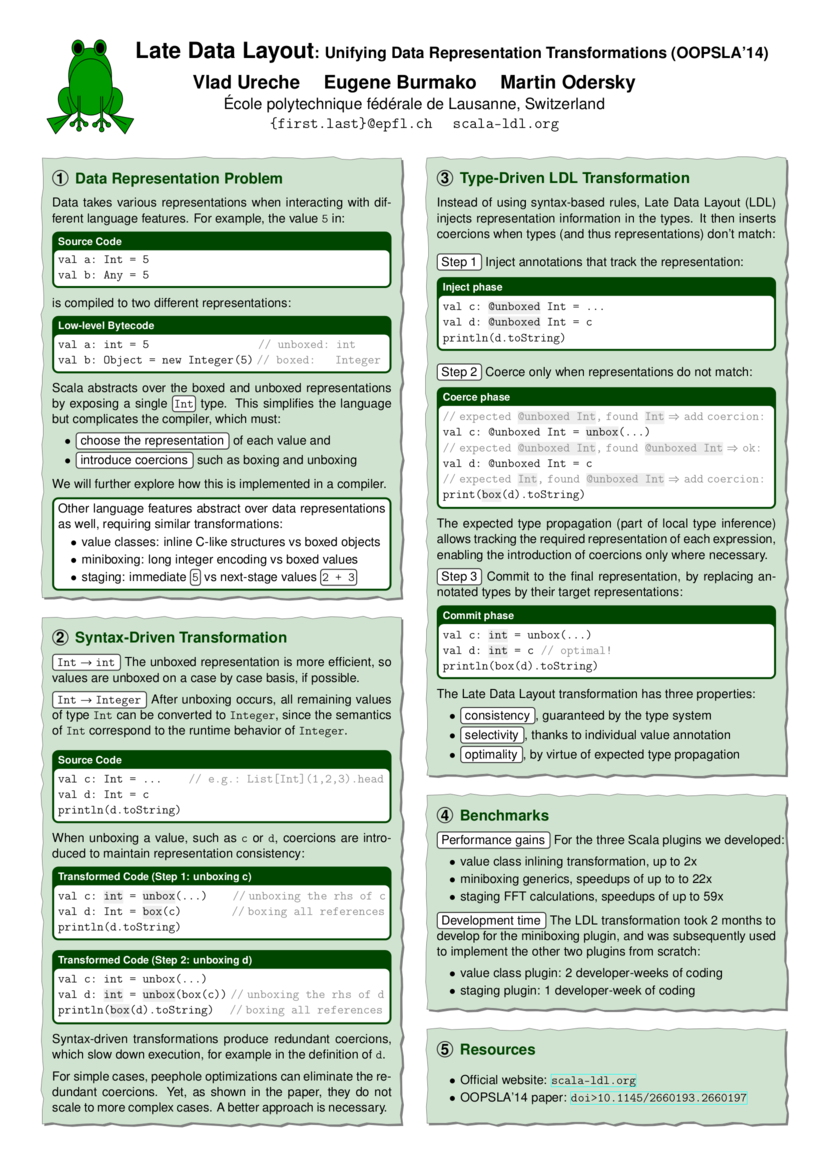 Late Data Layout: Unifying Data Representation Transformations (OOPSLA'14)
Vlad Ureche Eugene Burmako Martin Odersky
École polytechnique fédérale de Lausanne, Switzerland
{first.last}@epfl.ch scala-ldl.org
1 Data Representation Problem
Data takes various representations when interacting with dif-
ferent language features. For example, the value 5 in:
Source Code
val a: Int = 5
val b: Any = 5
is compiled to two different representations:
Low-level Bytecode
val a: int = 5 // unboxed: int
val b: Object = new Integer(5) // boxed: Integer
Scala abstracts over the boxed and unboxed representations
by exposing a single Int type. This simplifies the language
but complicates the compiler, which must:
• choose the representation of each value and
• introduce coercions such as boxing and unboxing
We will further explore how this is implemented in a compiler.
Other language features abstract over data representations
as well, requiring similar transformations:
• value classes: inline C-like structures vs boxed objects
• miniboxing: long integer encoding vs boxed values
• staging: immediate 5 vs next-stage values 2 + 3
2 Syntax-Driven Transformation
Int → int The unboxed representation is more efficient, so
values are unboxed on a case by case basis, if possible.
Int → Integer After unboxing occurs, all remaining values
of type Int can be converted to Integer, since the semantics
of Int correspond to the runtime behavior of Integer.
Source Code
val c: Int = ... // e.g.: List[Int](1,2,3).head
val d: Int = c
println(d.toString)
When unboxing a value, such as c or d, coercions are intro-
duced to maintain representation consistency:
Transformed Code (Step 1: unboxing c)
val c: int = unbox(...) // unboxing the rhs of c
val d: Int = box(c) // boxing all references
println(d.toString)
Transformed Code (Step 2: unboxing d)
val c: int = unbox(...)
val d: int = unbox(box(c)) // unboxing the rhs of d
println(box(d).toString) // boxing all references
Syntax-driven transformations produce redundant coercions,
which slow down execution, for example in the definition of d.
For simple cases, peephole optimizations can eliminate the re-
dundant coercions. Yet, as shown in the paper, they do not
scale to more complex cases. A better approach is necessary.
3 Type-Driven LDL Transformation
Instead of using syntax-based rules, Late Data Layout (LDL)
injects representation information in the types. It then inserts
coercions when types (and thus representations) don't match:
Step 1 Inject annotations that track the representation:
Inject phase
val c: @unboxed Int = ...
val d: @unboxed Int = c
println(d.toString)
Step 2 Coerce only when representations do not match:
Coerce phase
// expected @unboxed Int, found Int ⇒ add coercion:
val c: @unboxed Int = unbox(...)
// expected @unboxed Int, found @unboxed Int ⇒ ok:
val d: @unboxed Int = c
// expected Int, found @unboxed Int ⇒ add coercion:
print(box(d).toString)
The expected type propagation (part of local type inference)
allows tracking the required representation of each expression,
enabling the introduction of coercions only where necessary.
Step 3 Commit to the final representation, by replacing an-
notated types by their target representations:
Commit phase
val c: int = unbox(...)
val d: int = c // optimal!
println(box(d).toString)
The Late Data Layout transformation has three properties:
• consistency, guaranteed by the type system
• selectivity, thanks to individual value annotation
• optimality, by virtue of expected type propagation
4 Benchmarks
Performance gains For the three Scala plugins we developed:
• value class inlining transformation, up to 2x
• miniboxing generics, speedups of up to to 22x
• staging FFT calculations, speedups of up to 59x
Development time The LDL transformation took 2 months to
develop for the miniboxing plugin, and was subsequently used
to implement the other two plugins from scratch:
• value class plugin: 2 developer-weeks of coding
• staging plugin: 1 developer-week of coding
5 Resources
• Official website: scala-ldl.org
• OOPSLA'14 paper: doi>10.1145/2660193.2660197